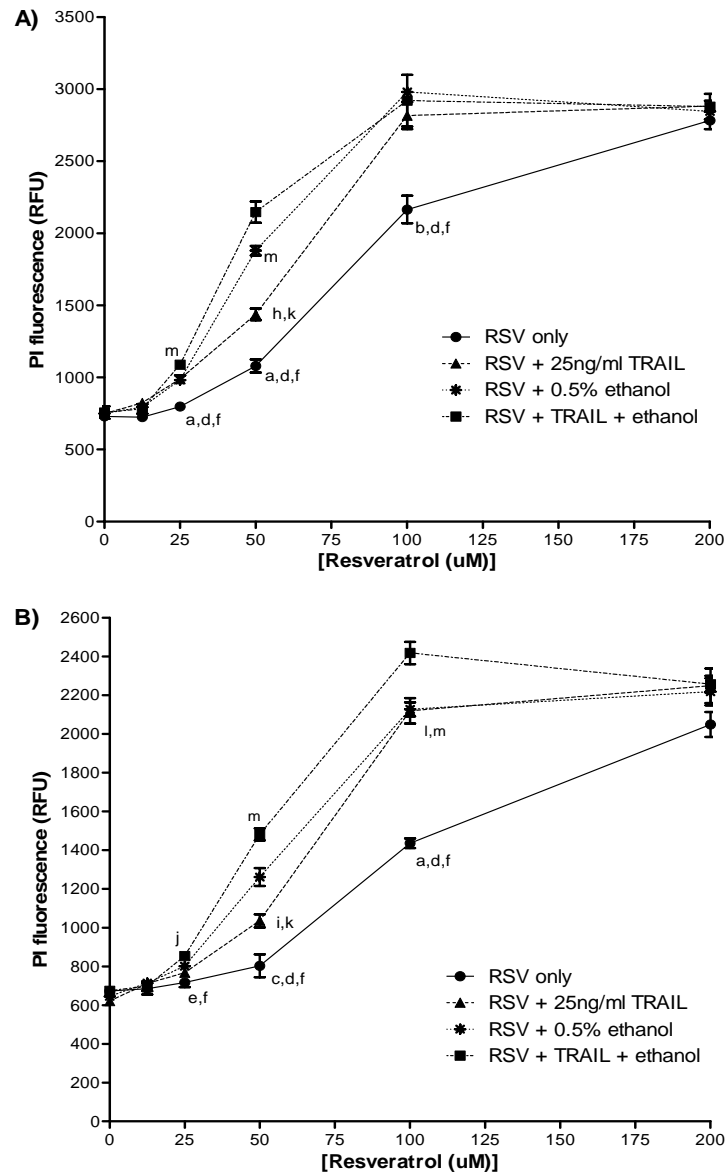 A)
3500
3000
2500
2000
1500
1000
500
0
PI fluorescence (RFU)
m
m
h,k
b,d,f
a,d,f
a,d,f
RSV only
RSV + 25ng/ml TRAIL
RSV + 0.5% ethanol
RSV + TRAIL + ethanol
0 25 50 75 100 125 150 175 200
[Resveratrol (uM)]
B)
2600
2400
2200
2000
1800
1600
1400
1200
1000
800
600
400
200
0
PI fluorescence (RFU)
l,m
m
a,d,f
j
i,k
c,d,f
e,f
RSV only
RSV + 25ng/ml TRAIL
RSV + 0.5% ethanol
RSV + TRAIL + ethanol
0 25 50 75 100 125 150 175 200
[Resveratrol (uM)]